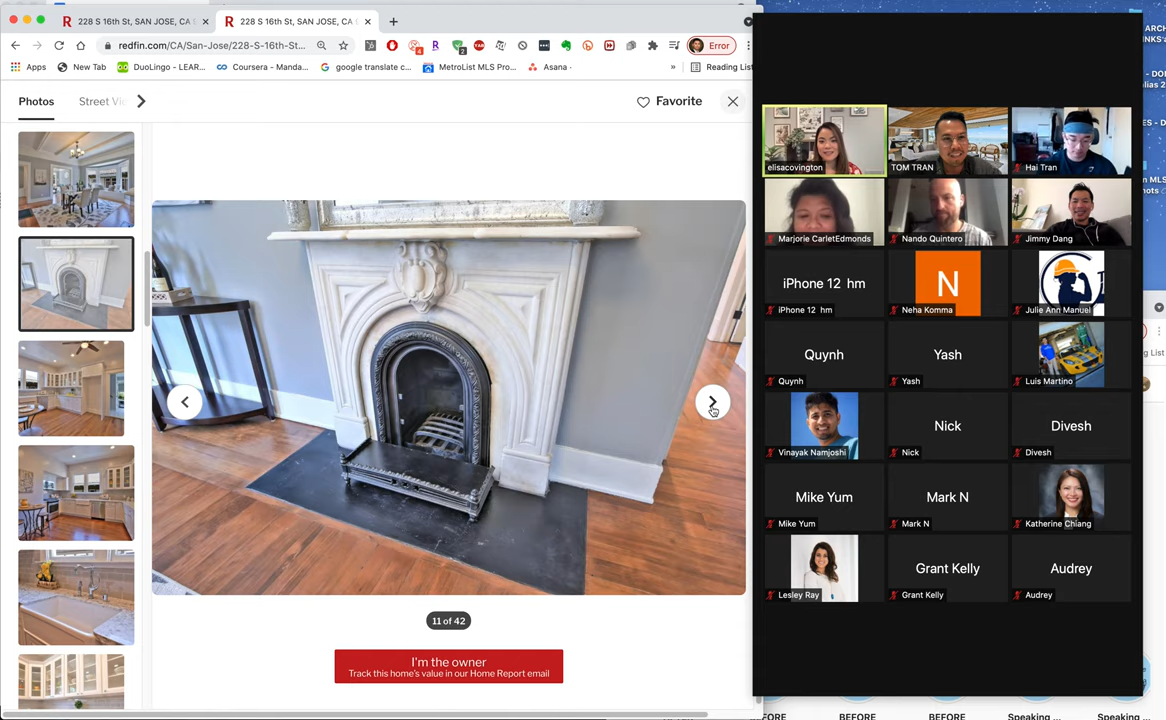 228 S 16th St, SAN JOSE, CA
228 S 16th St, SAN JOSE, CA
redfin.com/CA/San-Jose/228-S-16th-St...
Error
Apps
New Tab
DuoLingo - LEAR...
Coursera - Manda...
google translate c...
MetroList MLS Pro...
Asana
»
Reading List
Photos
Street Vi
Favorite
11 of 42
I'm the owner
Track this home's value in our Home Report email
elisacovington
TOM TRAN
Hai Tran
Marjorie CarletEdmonds
Nando Quintero
Jimmy Dang
iPhone 12 hm
iPhone 12 hm
N
Neha Komma
Julie Ann Manuel
Quynh
Quynh
Yash
Yash
Luis Martino
Vinayak Namjoshi
Nick
Nick
Divesh
Divesh
Mike Yum
Mike Yum
Mark N
Mark N
Katherine Chiang
Lesley Ray
Grant Kelly
Grant Kelly
Audrey
Audrey
BEFORE
BEFORE
Speaking ...
Speaking ...